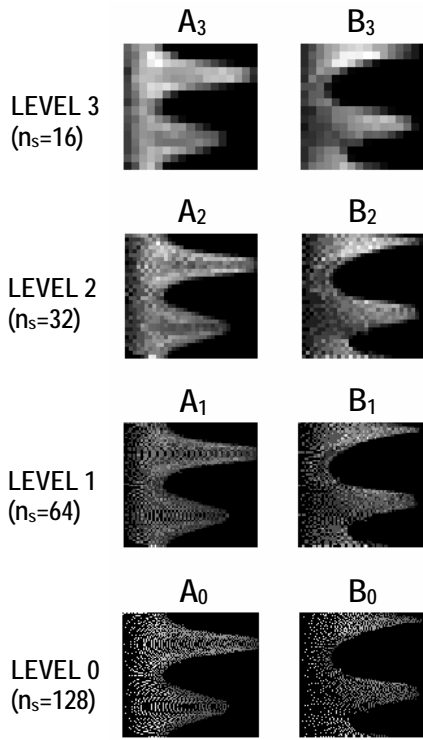 A3 B3
LEVEL 3
(ns=16)
A2 B2
LEVEL 2
(ns=32)
A1 B1
LEVEL 1
(ns=64)
A0 B0
LEVEL 0
(ns=128)